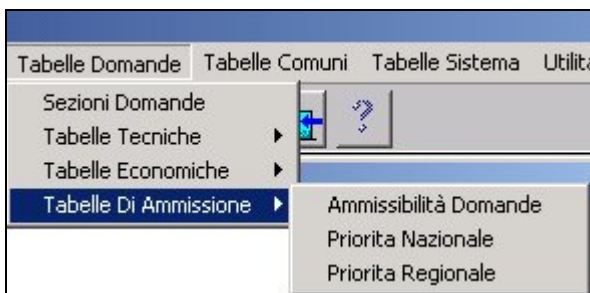 Tabelle Domande Tabelle Comuni Tabelle Sistema
Sezioni Domande
Tabelle Tecniche
Tabelle Economiche
Tabelle Di Ammissione
Ammissibilità Domande
Priorita Nazionale
Priorita Regionale